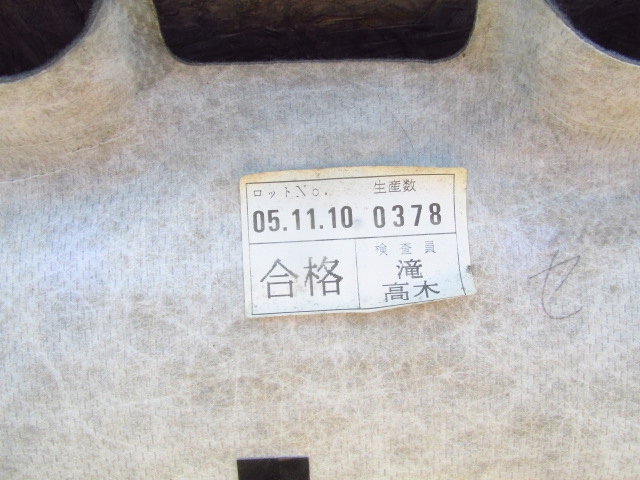 ロットNo. 生産数
05.11.10 0378
合格
検査員
滝
高木
セ